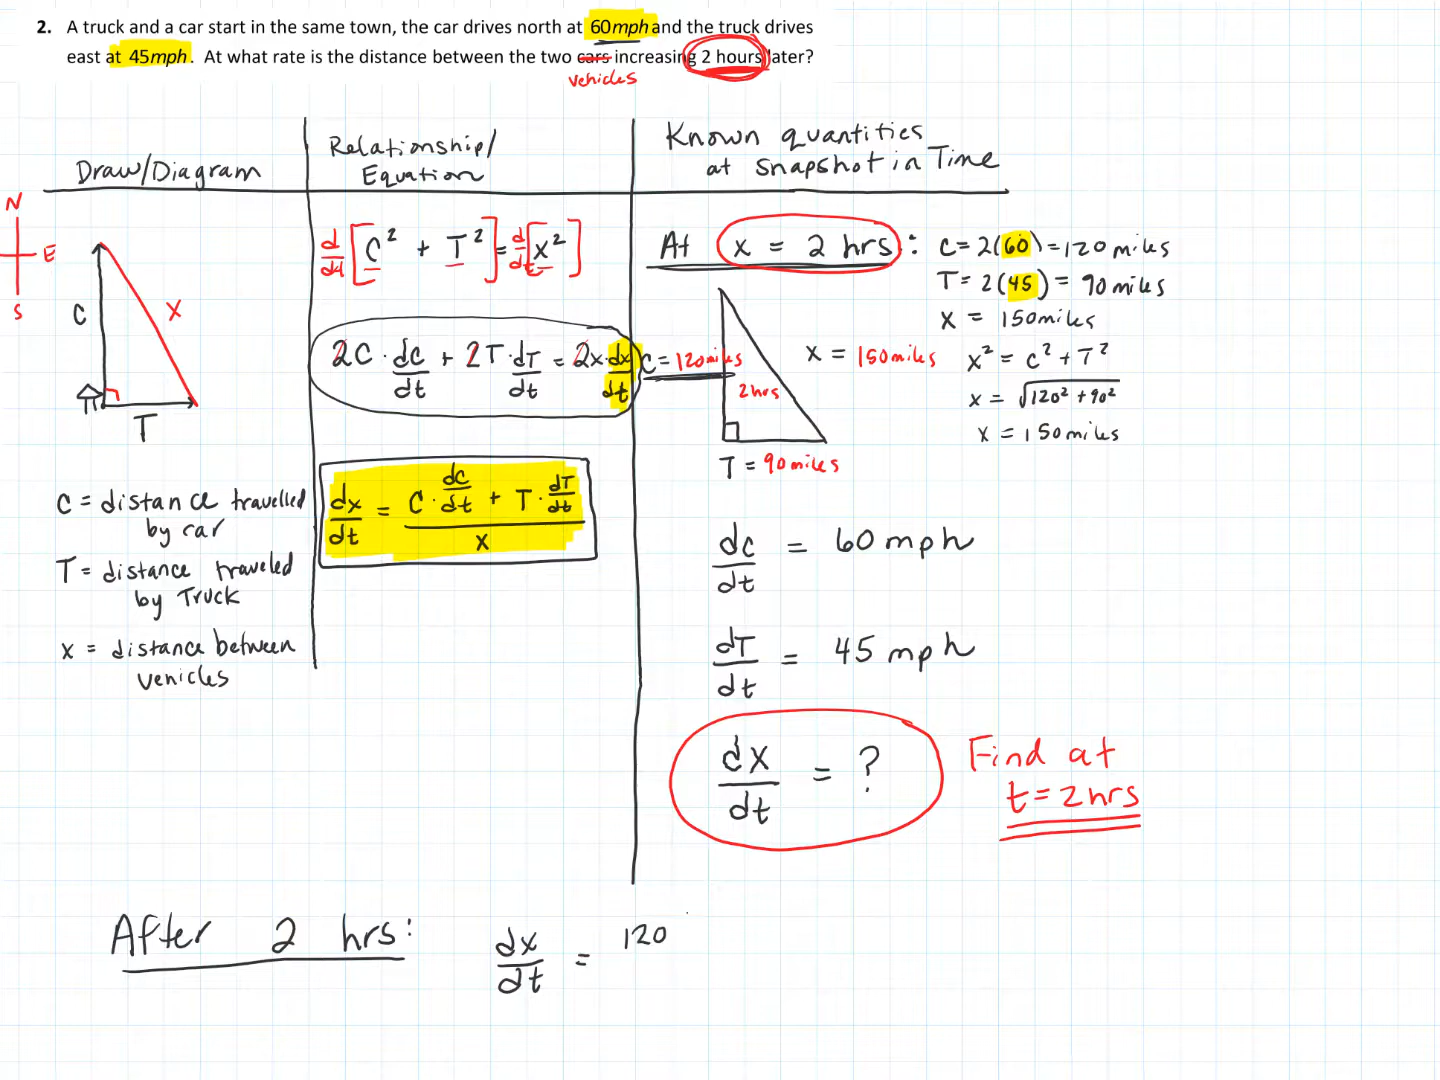 2. A truck and a car start in the same town, the car drives north at 60mph and the truck drives
east at 45mph. At what rate is the distance between the two cars increasing 2 hours later?
vehicles
Draw/Diagram
Relationship/
Equation
Known quantities
at snapshot in Time
N
E
S
C
X
T
C = distance travelled
by car
T = distance traveled
by Truck
x = distance between
vehicles
d/dt [C² + T²] = d/dt [x²]
2C · dc/dt + 2T · dT/dt = 2x dx/dt
dx/dt = (C · dc/dt + T · dT/dt) / x
At x = 2 hrs :
C = 2(60) = 120 miles
T = 2(45) = 90 miles
x = 150 miles
x² = c² + T²
x = √120² + 90²
x = 150 miles
C = 120 miles
2 hrs
x = 150 miles
T = 90 miles
dc/dt = 60 mph
dT/dt = 45 mph
dx/dt = ?
Find at
t = 2 hrs
After 2 hrs:
dx/dt = 120